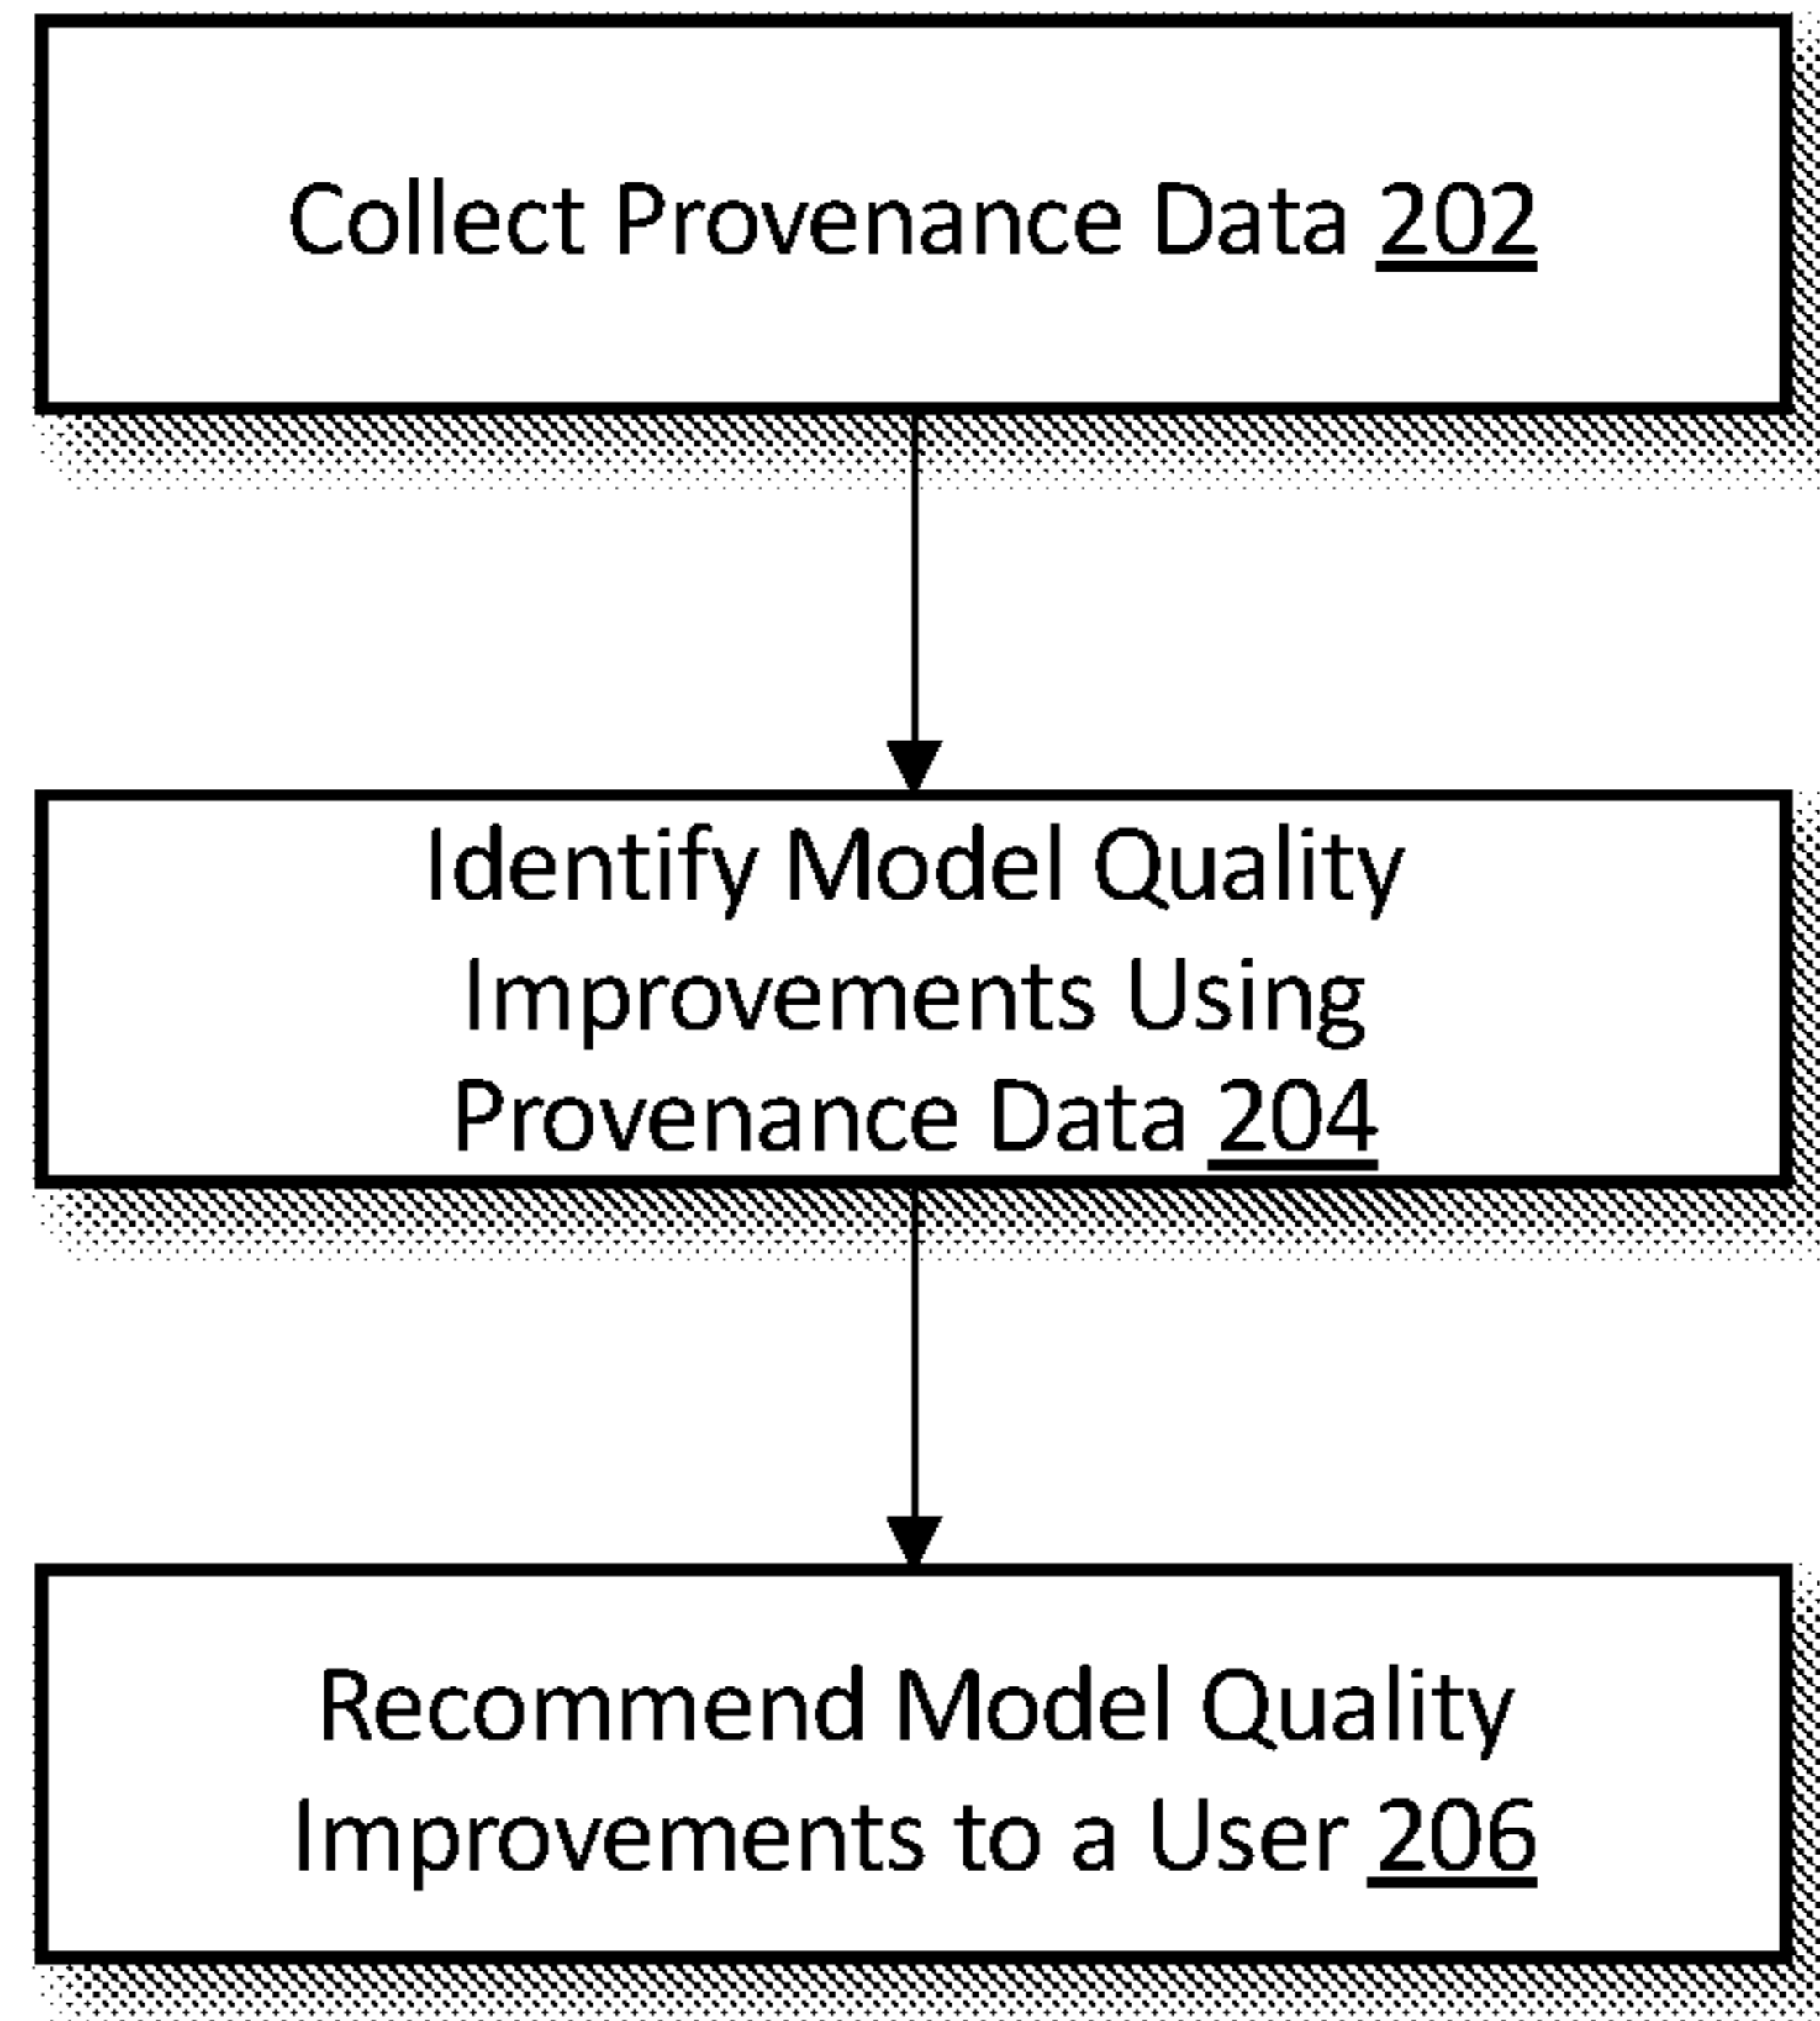 Collect Provenance Data 202
Identify Model Quality
Improvements Using
Provenance Data 204
Recommend Model Quality
Improvements to a User 206